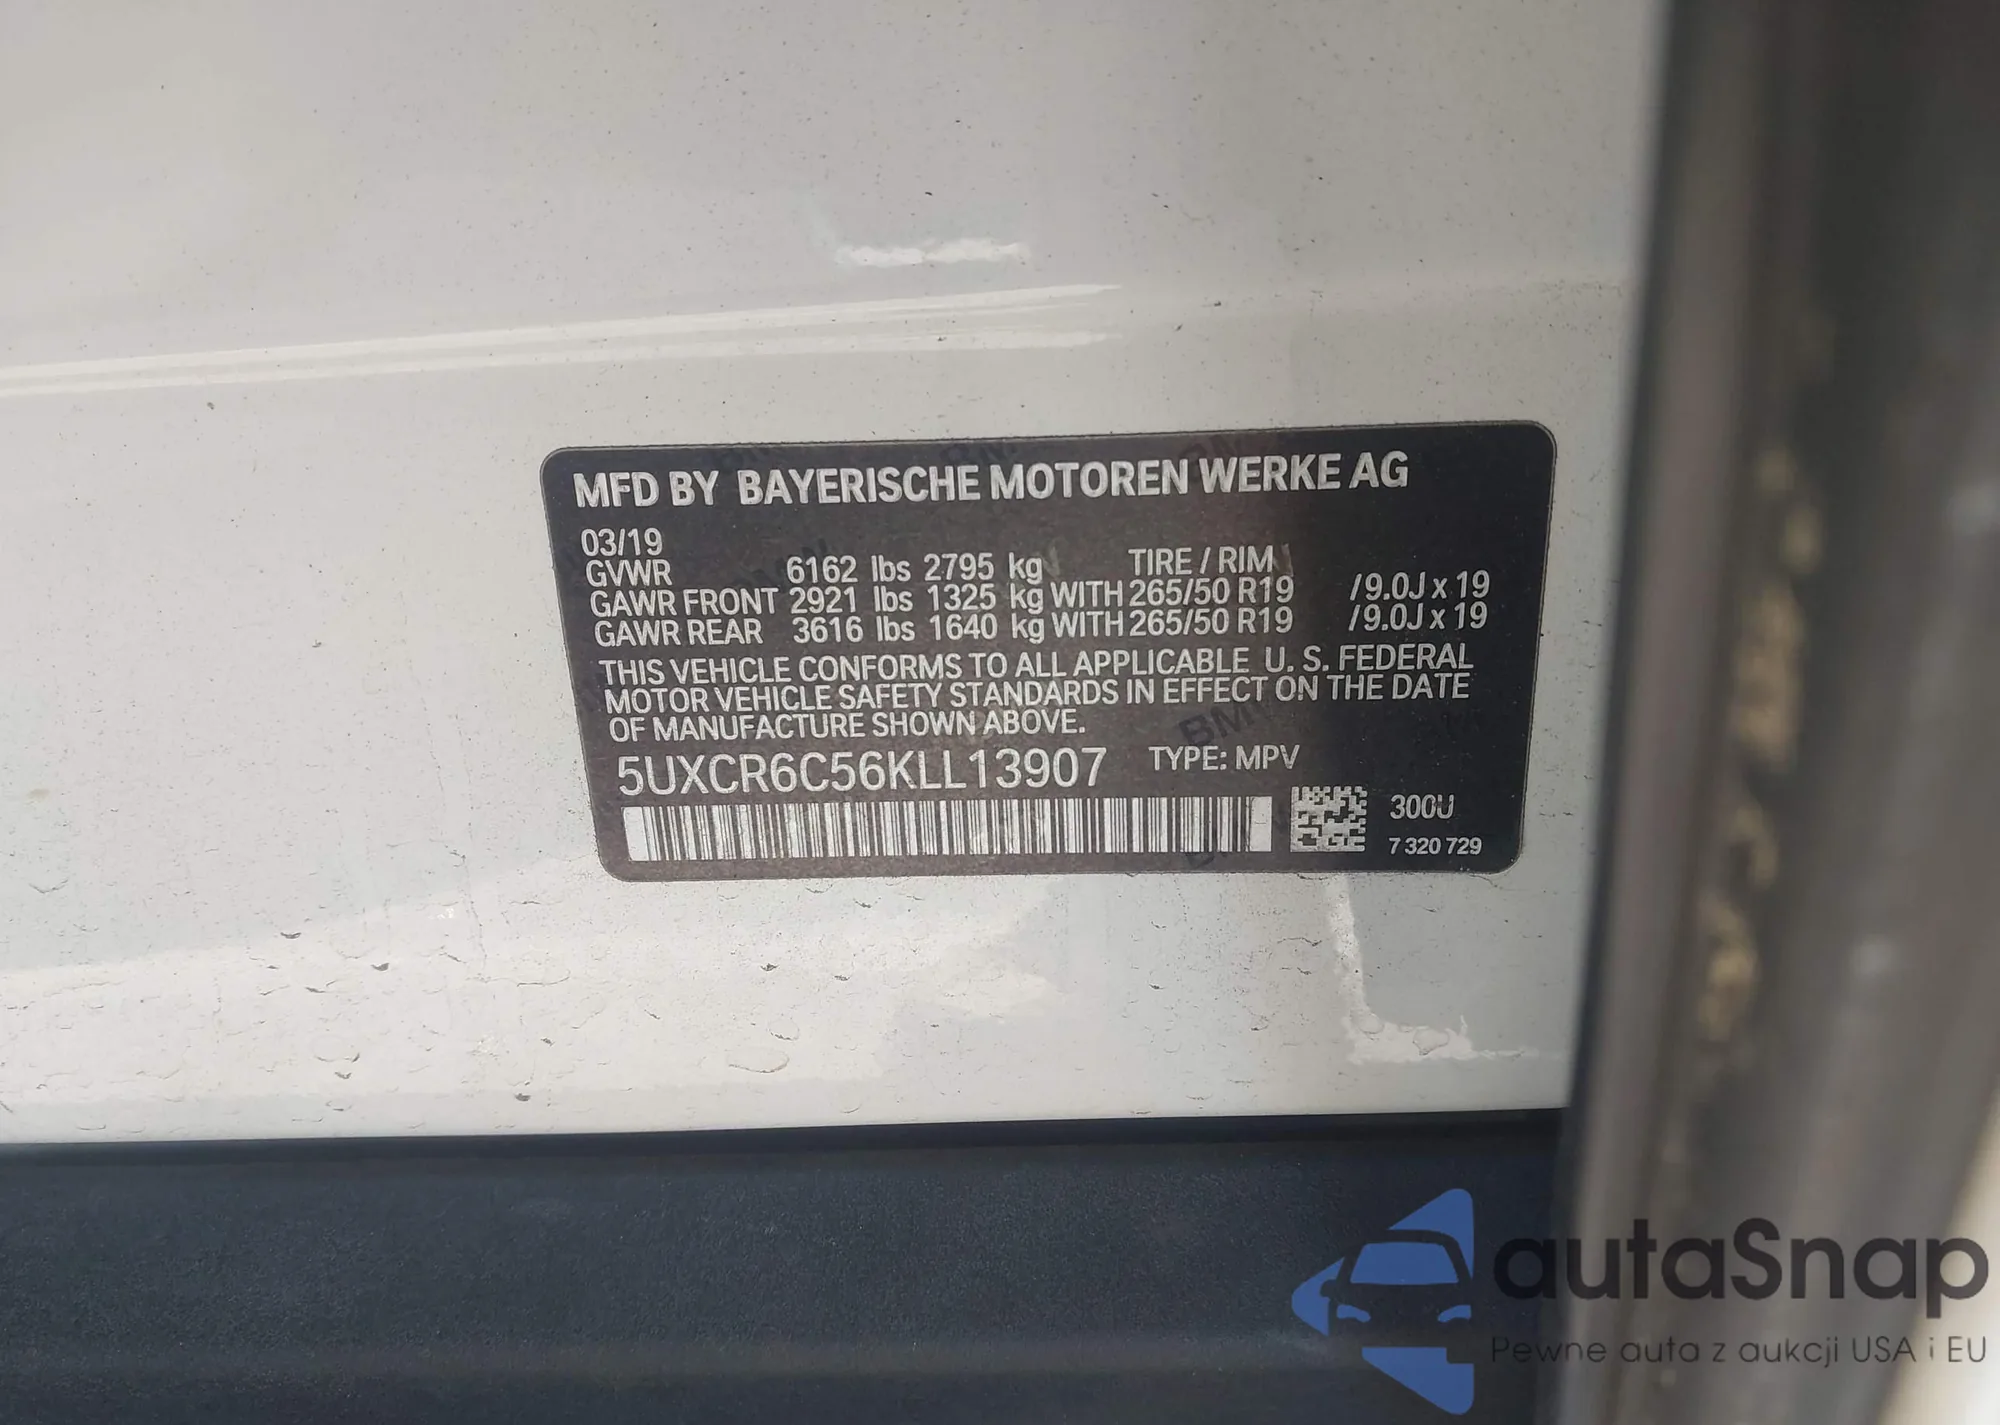 MFD BY BAYERISCHE MOTOREN WERKE AG
03/19
GVWR 6162 lbs 2795 kg TIRE / RIM
GAWR FRONT 2921 lbs 1325 kg WITH 265/50 R19 /9.0J x 19
GAWR REAR 3616 lbs 1640 kg WITH 265/50 R19 /9.0J x 19
THIS VEHICLE CONFORMS TO ALL APPLICABLE U. S. FEDERAL
MOTOR VEHICLE SAFETY STANDARDS IN EFFECT ON THE DATE
OF MANUFACTURE SHOWN ABOVE.
5UXCR6C56KLL13907 TYPE: MPV
300U
7 320 729
autaSnap
Pewne auta z aukcji USA i EU